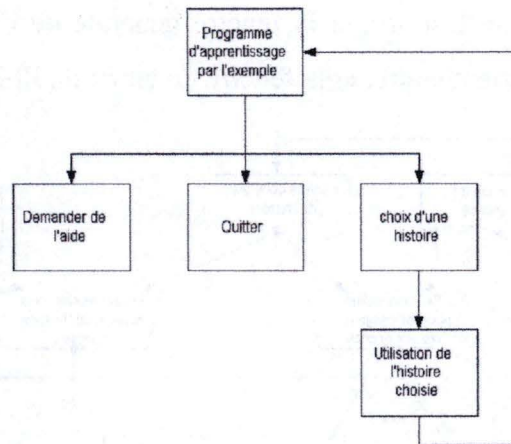 Programme
d'apprentissage
par l'exemple
Demander de
l'aide
Quitter
choix d'une
histoire
Utilisation de
l'histoire
choisie